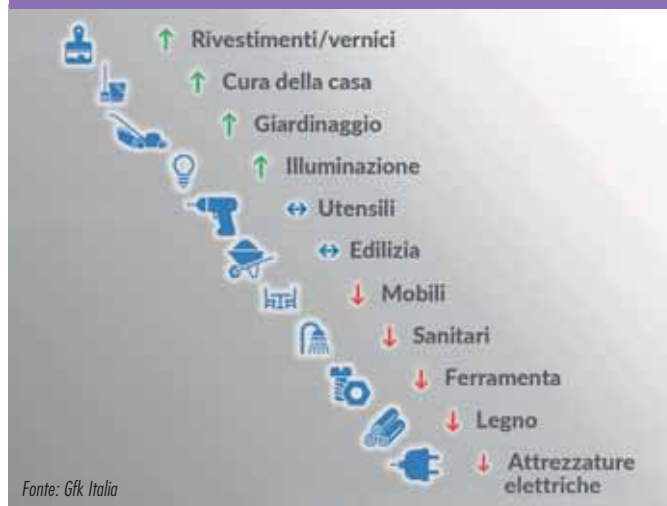 ↑ Rivestimenti/vernici
↑ Cura della casa
↑ Giardinaggio
↑ Illuminazione
↔ Utensili
↔ Edilizia
↓ Mobili
↓ Sanitari
↓ Ferramenta
↓ Legno
↓ Attrezzature
elettriche
Fonte: Gfk Italia